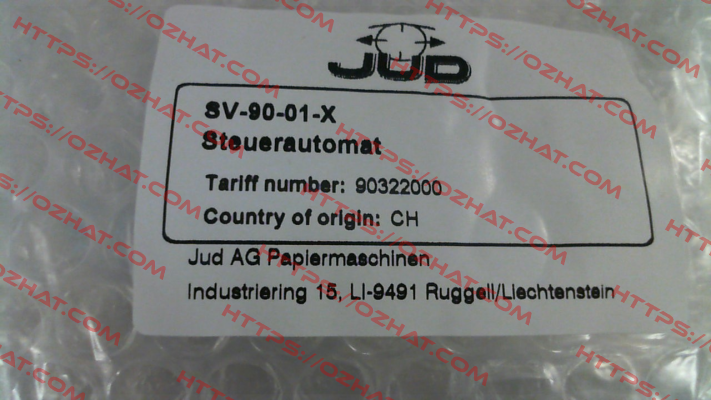 JUD
SV-90-01-X
Steuerautomat
Tariff number: 90322000
Country of origin: CH
Jud AG Papiermaschinen
Industriering 15, LI-9491 Ruggell/Liechtenstein
HTTPS://OZHAT.COM